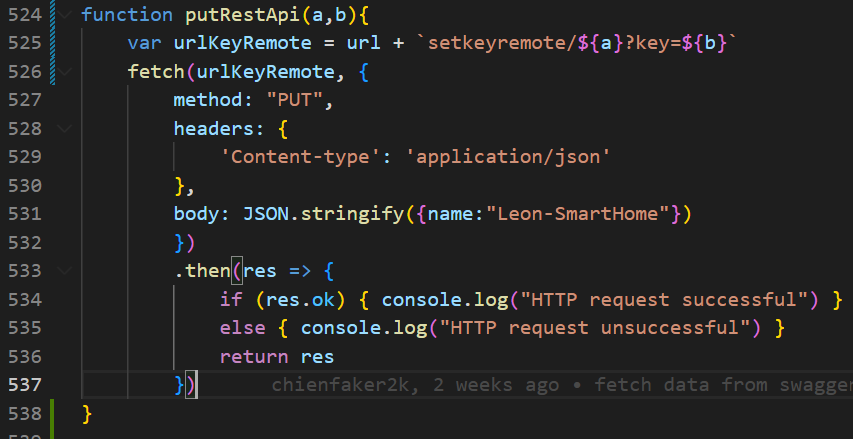 524 function putRestApi(a,b){
525 var urlKeyRemote = url + `setkeyremote/${a}?key=${b}`
526 fetch(urlKeyRemote, {
527 method: "PUT",
528 headers: {
529 'Content-type': 'application/json'
530 },
531 body: JSON.stringify({name:"Leon-SmartHome"})
532 })
533 .then(res => {
534 if (res.ok) { console.log("HTTP request successful") }
535 else { console.log("HTTP request unsuccessful") }
536 return res
537 }) chienfaker2k, 2 weeks ago • fetch data from swagger
538 }